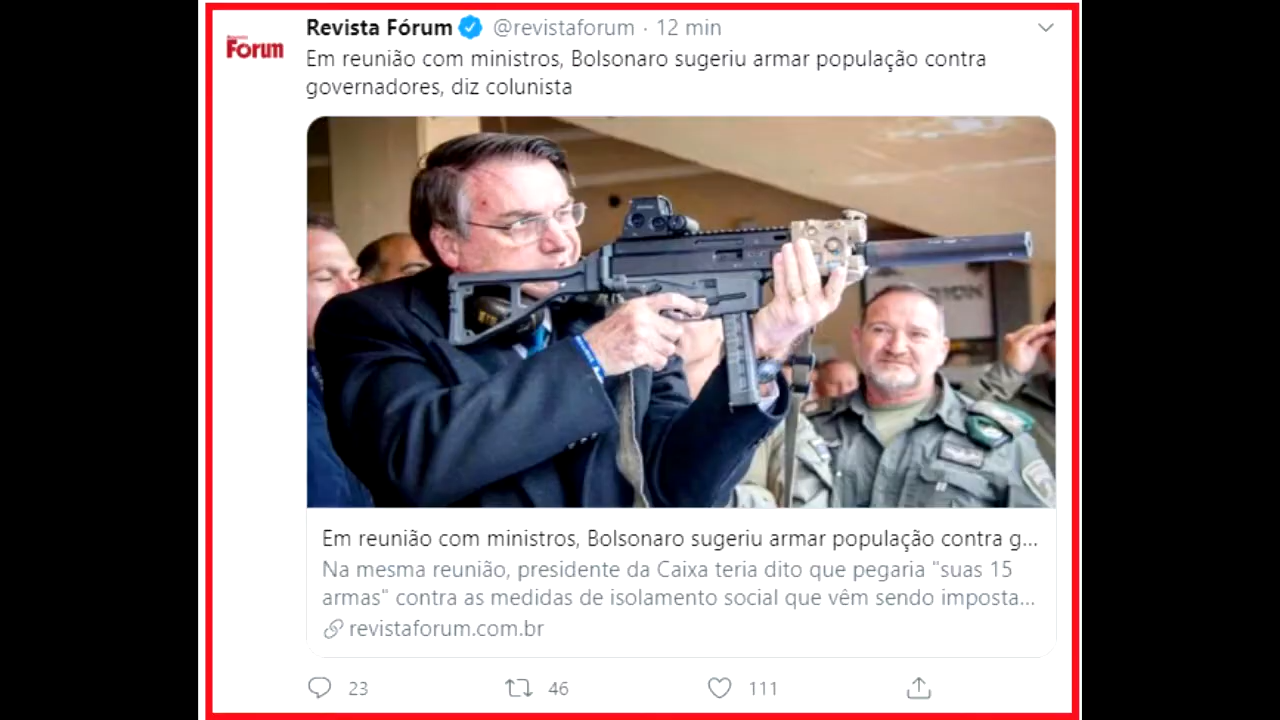 Revista Fórum @revistaforum · 12 min
Fórum
Em reunião com ministros, Bolsonaro sugeriu armar população contra
governadores, diz colunista
Em reunião com ministros, Bolsonaro sugeriu armar população contra g...
Na mesma reunião, presidente da Caixa teria dito que pegaria "suas 15
armas" contra as medidas de isolamento social que vêm sendo imposta...
revistaforum.com.br
23 46 111